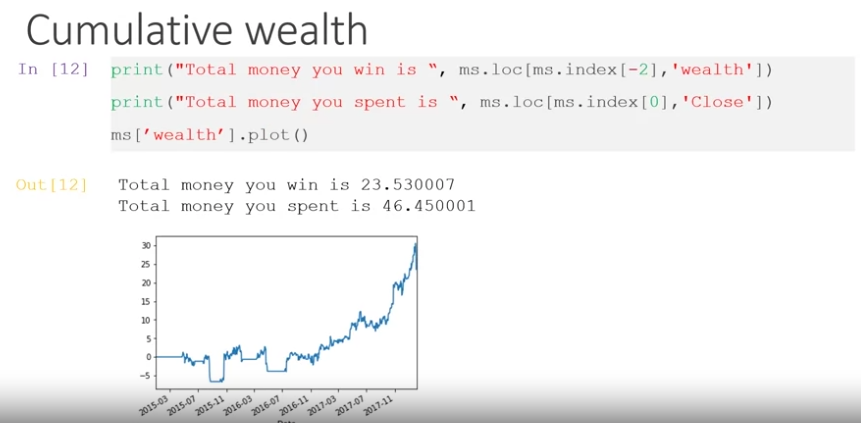 Cumulative wealth
In [12] print("Total money you win is “, ms.loc[ms.index[-2],'wealth'])
print("Total money you spent is “, ms.loc[ms.index[0],'Close'])
ms[’wealth’].plot()
Out[12] Total money you win is 23.530007
Total money you spent is 46.450001
30
25
20
15
10
5
0
−5
2015-03 2015-07 2015-11 2016-03 2016-07 2016-11 2017-03 2017-07 2017-11